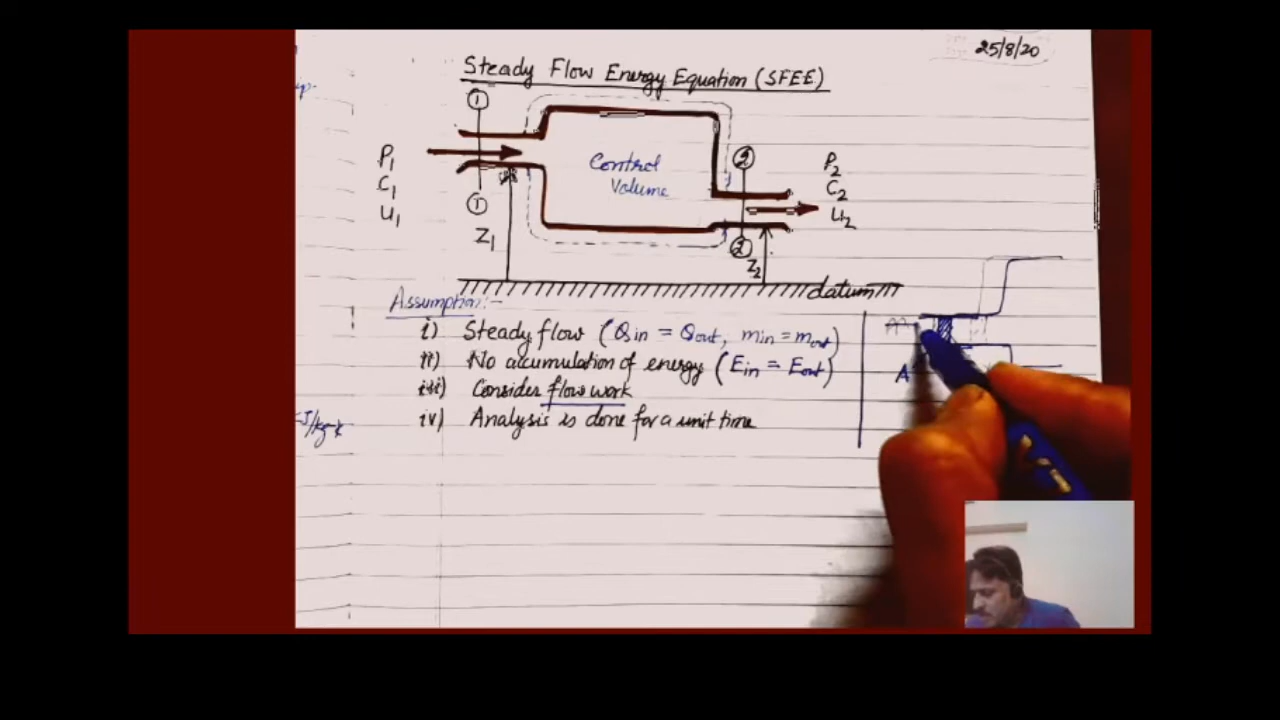 25/8/20
Steady Flow Energy Equation (SFEE)
1
P1
C1
U1
1
Z1
Control
Volume
2
P2
C2
U2
2
Z2
datum
Assumption:-
i) Steady flow (Qin = Qout, min = mout)
ii) No accumulation of energy (Ein = Eout)
iii) Consider flow work
iv) Analysis is done for a unit time
A
J/kg-k